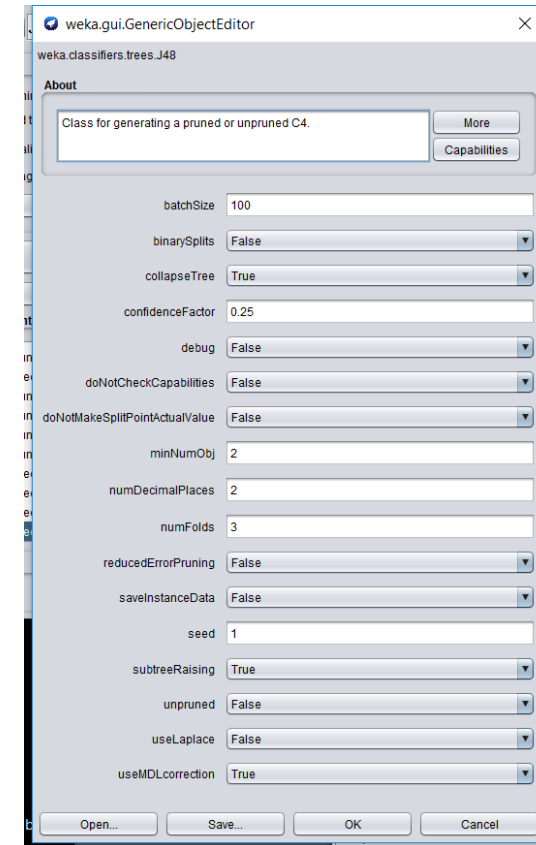 weka.gui.GenericObjectEditor
weka.classifiers.trees.J48
About
Class for generating a pruned or unpruned C4.
More
Capabilities
batchSize 100
binarySplits False
collapseTree True
confidenceFactor 0.25
debug False
doNotCheckCapabilities False
doNotMakeSplitPointActualValue False
minNumObj 2
numDecimalPlaces 2
numFolds 3
reducedErrorPruning False
saveInstanceData False
seed 1
subtreeRaising True
unpruned False
useLaplace False
useMDLcorrection True
Open... Save... OK Cancel